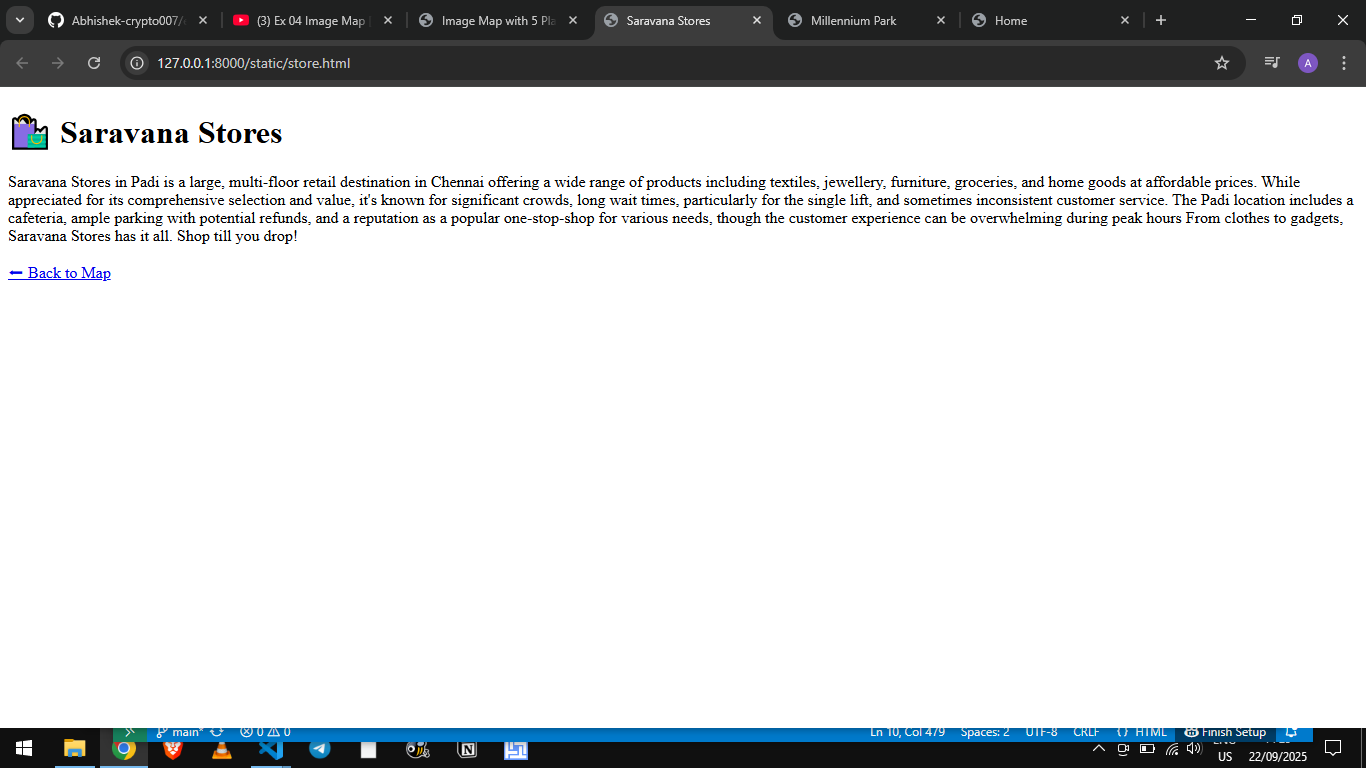 Abhishek-crypto007/
(3) Ex 04 Image Map
Image Map with 5 Pla
Saravana Stores
Millennium Park
Home
127.0.0.1:8000/static/store.html
A
Saravana Stores
Saravana Stores in Padi is a large, multi-floor retail destination in Chennai offering a wide range of products including textiles, jewellery, furniture, groceries, and home goods at affordable prices. While
appreciated for its comprehensive selection and value, it's known for significant crowds, long wait times, particularly for the single lift, and sometimes inconsistent customer service. The Padi location includes a
cafeteria, ample parking with potential refunds, and a reputation as a popular one-stop-shop for various needs, though the customer experience can be overwhelming during peak hours From clothes to gadgets,
Saravana Stores has it all. Shop till you drop!
⬅ Back to Map
main* 0 0 Ln 10, Col 479 Spaces: 2 UTF-8 CRLF {} HTML Finish Setup
ENG
US 22/09/2025